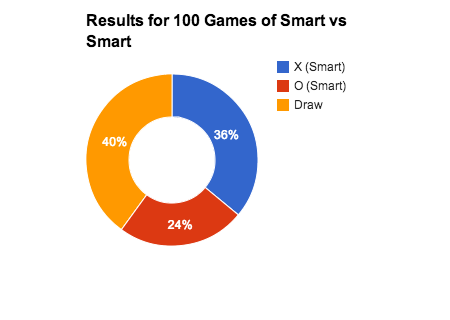 Results for 100 Games of Smart vs
Smart
X (Smart)
O (Smart)
Draw
36%
40%
24%